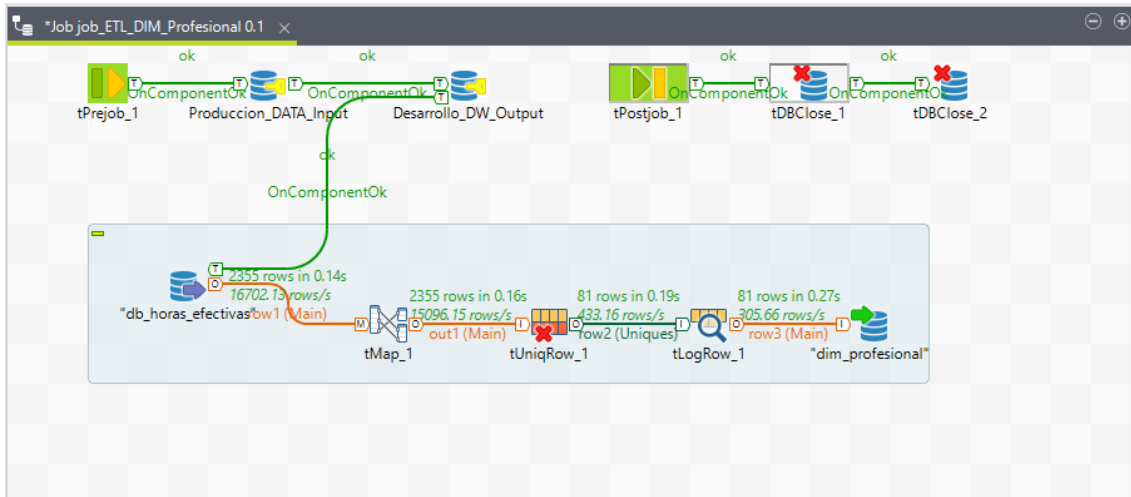 *Job job_ETL_DIM_Profesional 0.1
ok
ok
ok
ok
OnComponentOk
OnComponentOk
OnComponentOk
OnComponentOk
tPrejob_1
Produccion_DATA_Input
Desarrollo_DW_Output
tPostjob_1
tDBClose_1
tDBClose_2
ok
OnComponentOk
2355 rows in 0.14s
16702.13 rows/s
row1 (Main)
"db_horas_efectivas"
2355 rows in 0.16s
15096.15 rows/s
out1 (Main)
81 rows in 0.19s
433.16 rows/s
row2 (Uniques)
81 rows in 0.27s
305.66 rows/s
row3 (Main)
tMap_1
tUniqRow_1
tLogRow_1
"dim_profesional"